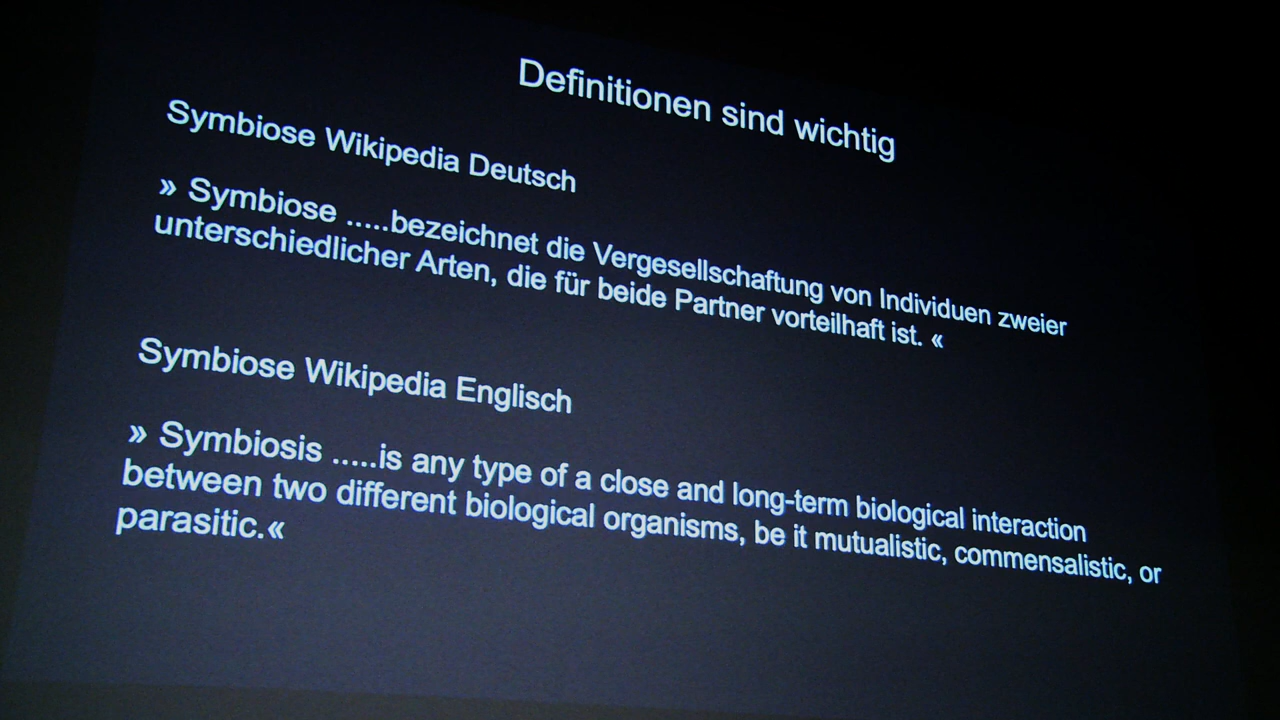 Definitionen sind wichtig
Symbiose Wikipedia Deutsch
» Symbiose .....bezeichnet die Vergesellschaftung von Individuen zweier
unterschiedlicher Arten, die für beide Partner vorteilhaft ist. «
Symbiose Wikipedia Englisch
» Symbiosis .....is any type of a close and long-term biological interaction
between two different biological organisms, be it mutualistic, commensalistic, or
parasitic.«